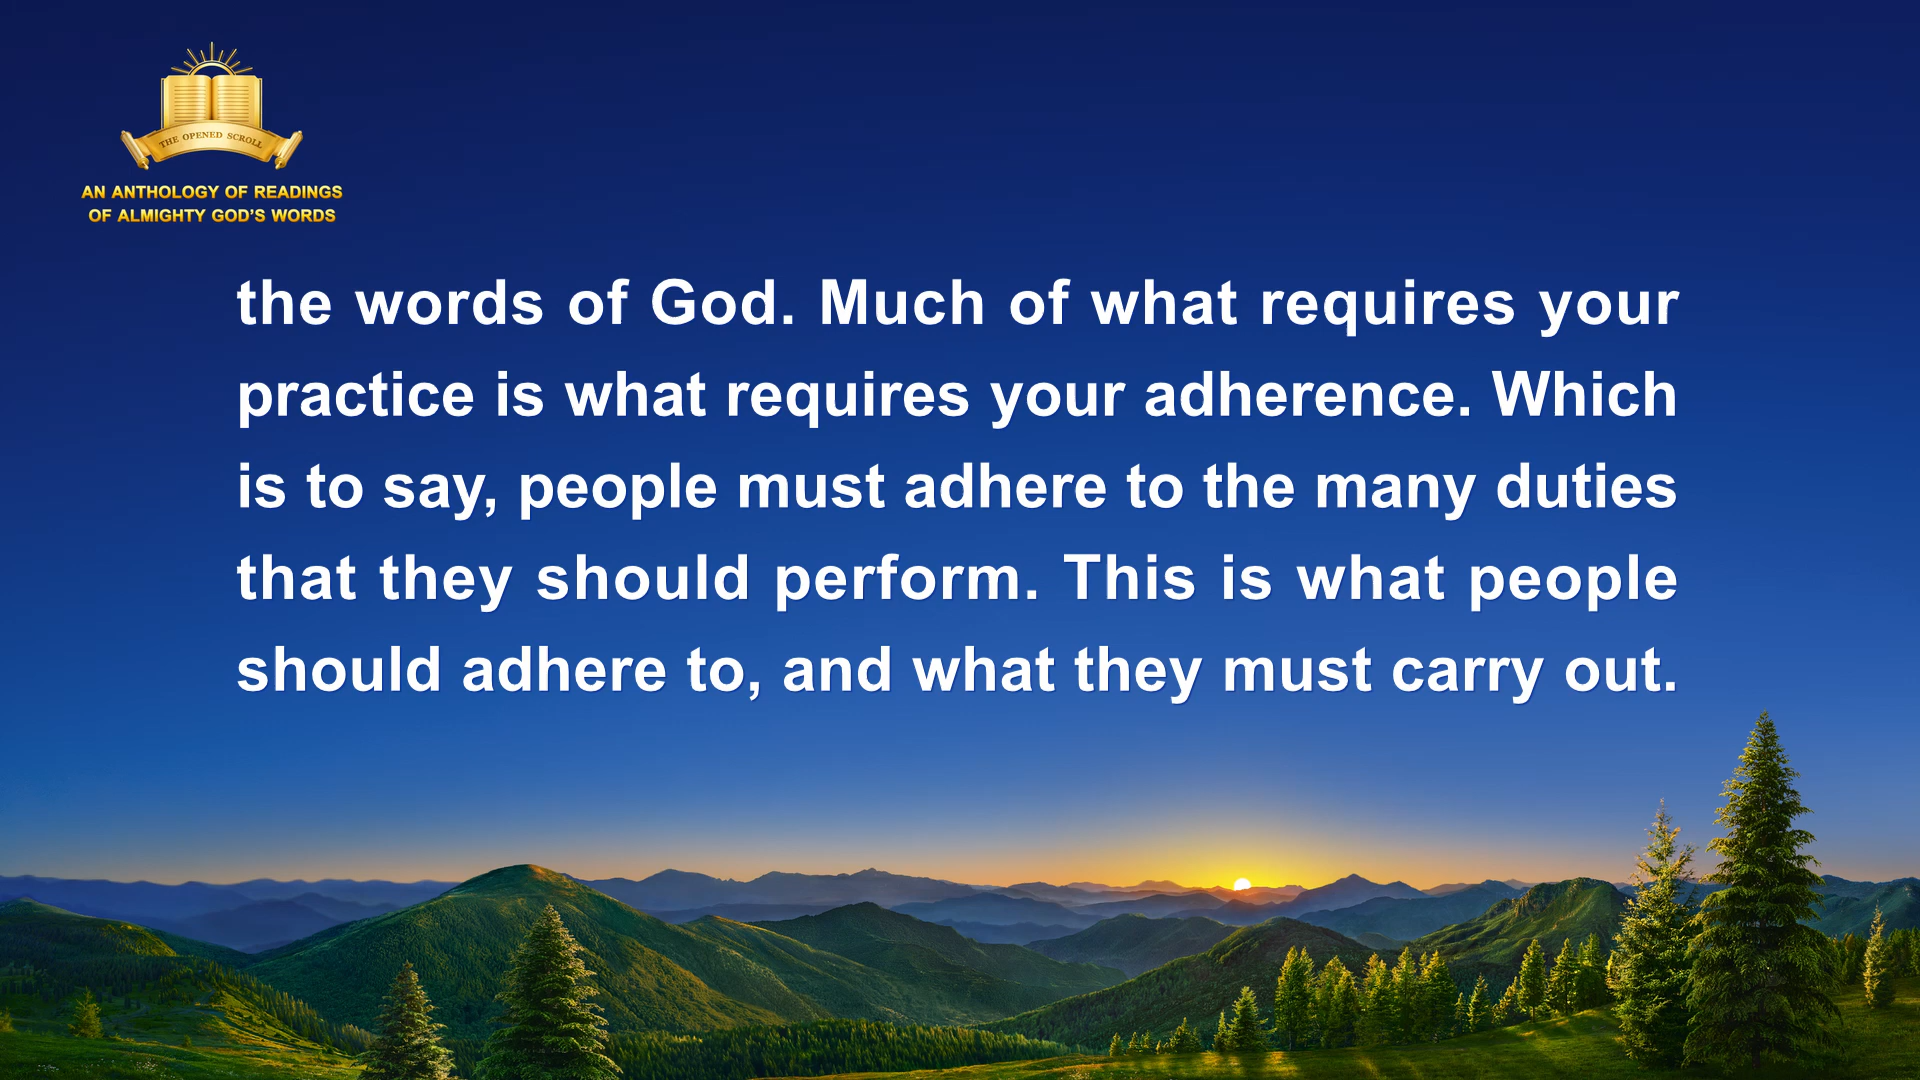 THE OPENED SCROLL
AN ANTHOLOGY OF READINGS
OF ALMIGHTY GOD'S WORDS
the words of God. Much of what requires your
practice is what requires your adherence. Which
is to say, people must adhere to the many duties
that they should perform. This is what people
should adhere to, and what they must carry out.